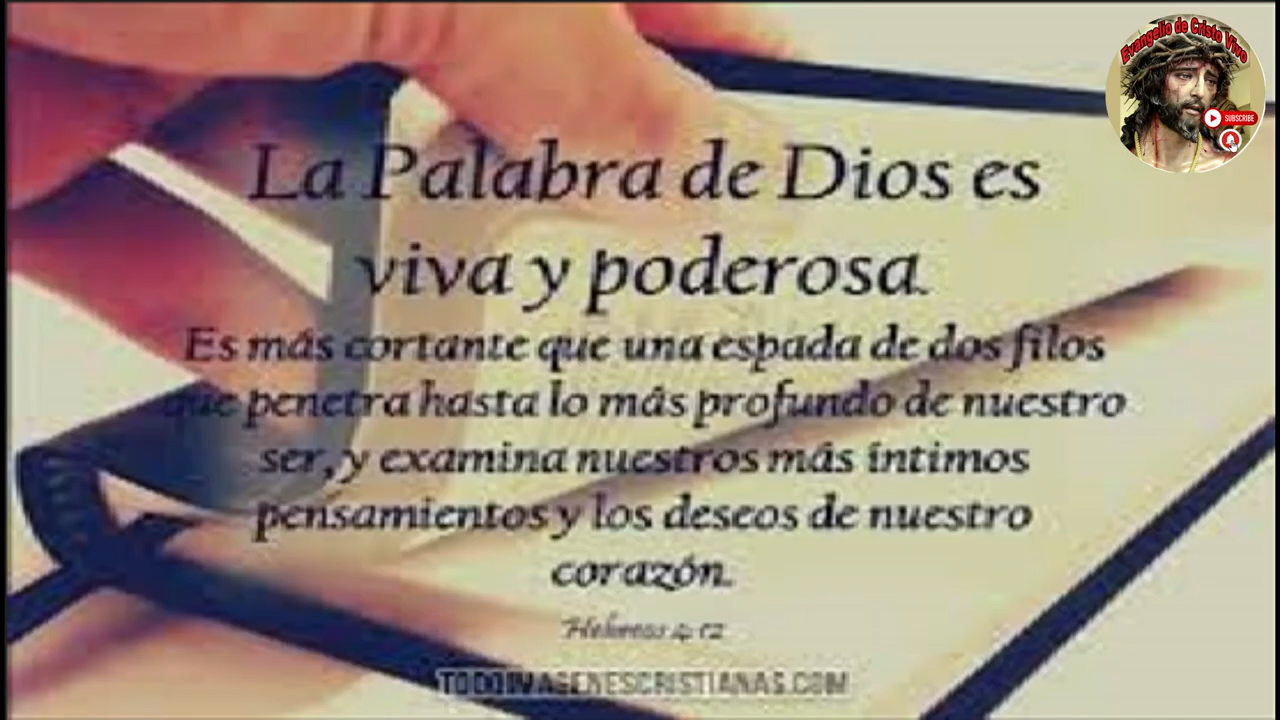 Evangelio de Cristo Vivo
SUBSCRIBE
La Palabra de Dios es
viva y poderosa.
Es más cortante que una espada de dos filos
que penetra hasta lo más profundo de nuestro
ser, y examina nuestros más íntimos
pensamientos y los deseos de nuestro
corazón.
Hebreos 4:12
TODOIMAGENESCRISTIANAS.COM